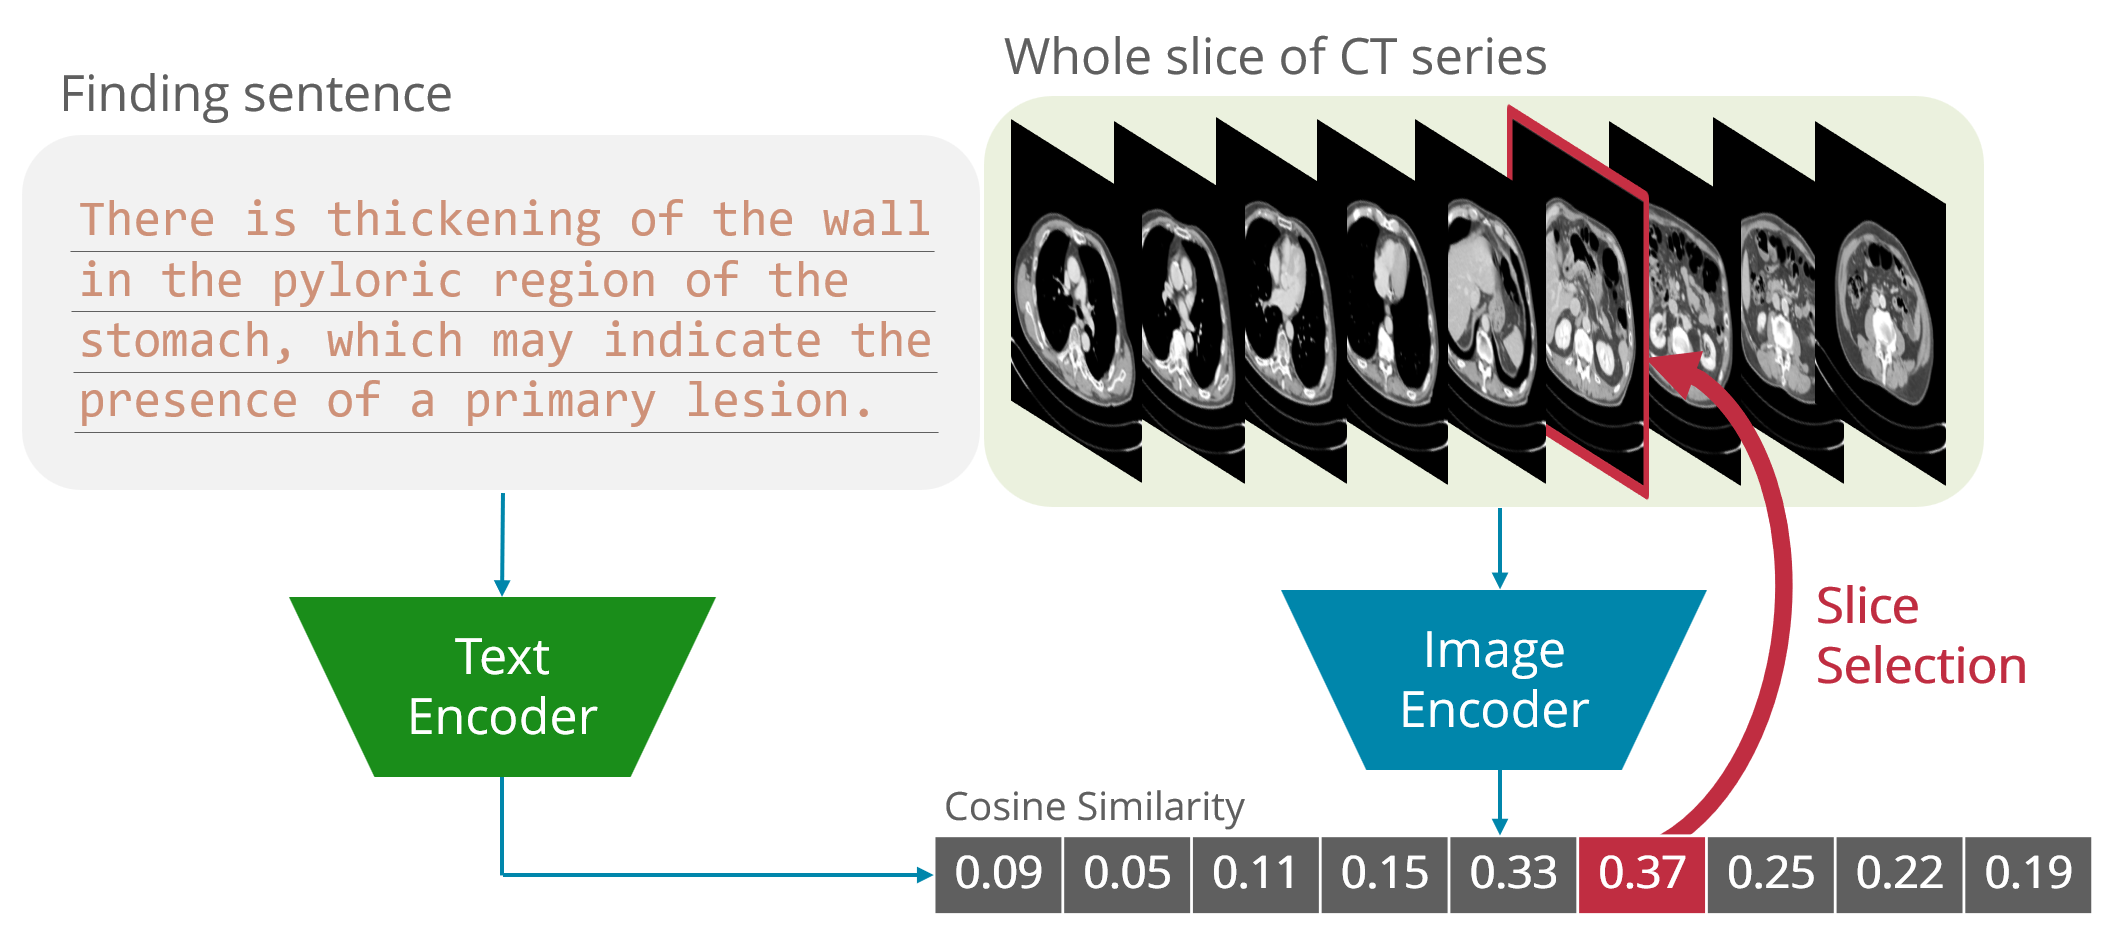 Finding sentence
There is thickening of the wall
in the pyloric region of the
stomach, which may indicate the
presence of a primary lesion.
Whole slice of CT series
Text
Encoder
Image
Encoder
Slice
Selection
Cosine Similarity
0.09 0.05 0.11 0.15 0.33 0.37 0.25 0.22 0.19